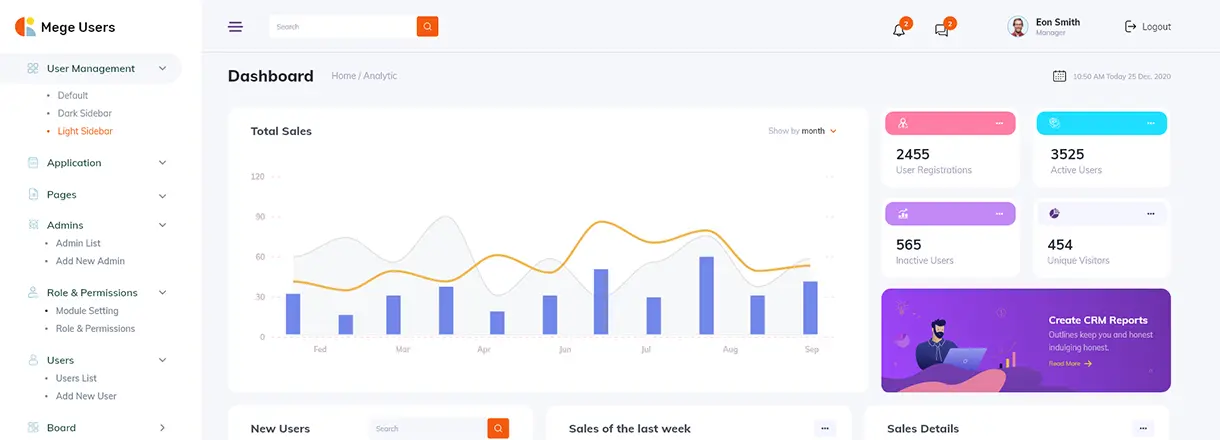 Mege Users
Search
2
2
Eon Smith
Manager
Logout
User Management
Default
Dark Sidebar
Light Sidebar
Application
Pages
Admins
Admin List
Add New Admin
Role & Permissions
Module Setting
Role & Permissions
Users
Users List
Add New User
Board
Dashboard
Home / Analytic
10:50 AM Today 25 Dec, 2020
Total Sales
Show by month
120
90
60
30
0
Feb
Mar
Apr
Jun
Jul
Aug
Sep
2455
User Registrations
3525
Active Users
565
Inactive Users
454
Unique Visitors
Create CRM Reports
Outlines keep you and honest
indulging honest.
Read More
New Users
Search
Sales of the last week
Sales Details